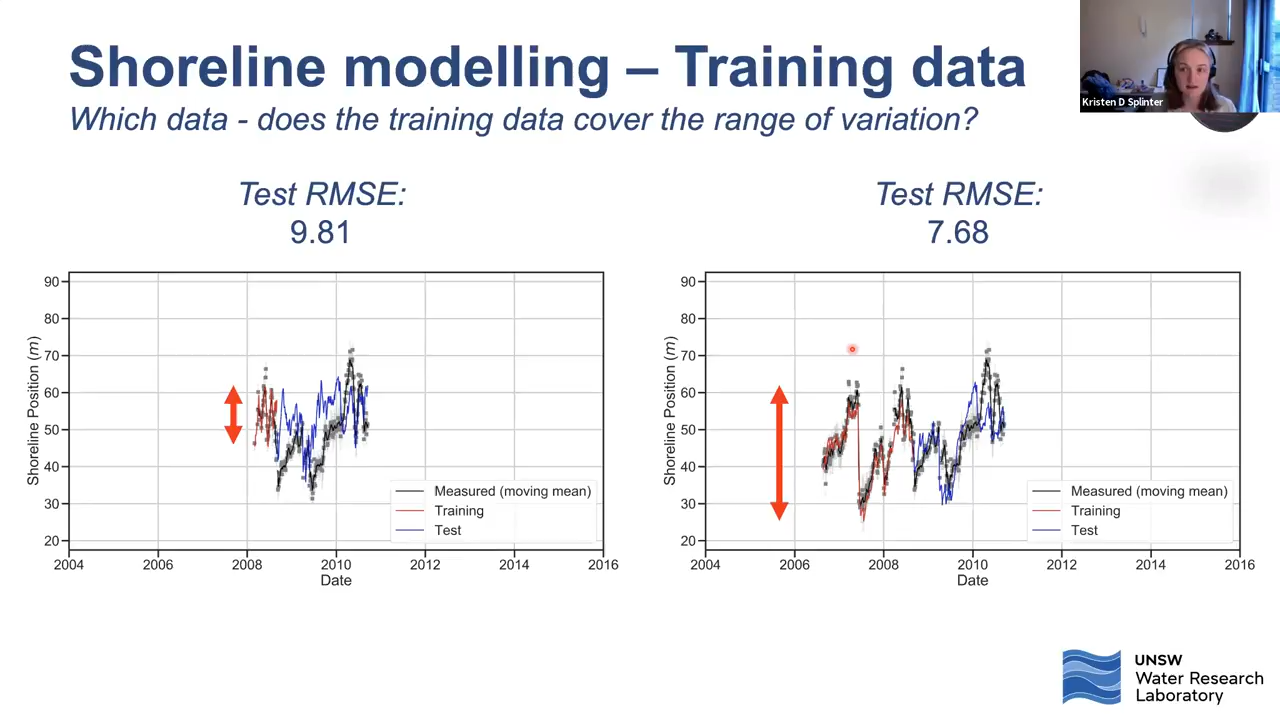 Shoreline modelling – Training data
Which data - does the training data cover the range of variation?
Kristen D Splinter
Test RMSE:
9.81
Test RMSE:
7.68
90
80
70
60
50
40
30
20
Shoreline Position (m)
2004 2006 2008 2010 2012 2014 2016
Date
Measured (moving mean)
Training
Test
90
80
70
60
50
40
30
20
Shoreline Position (m)
2004 2006 2008 2010 2012 2014 2016
Date
Measured (moving mean)
Training
Test
UNSW
Water Research
Laboratory